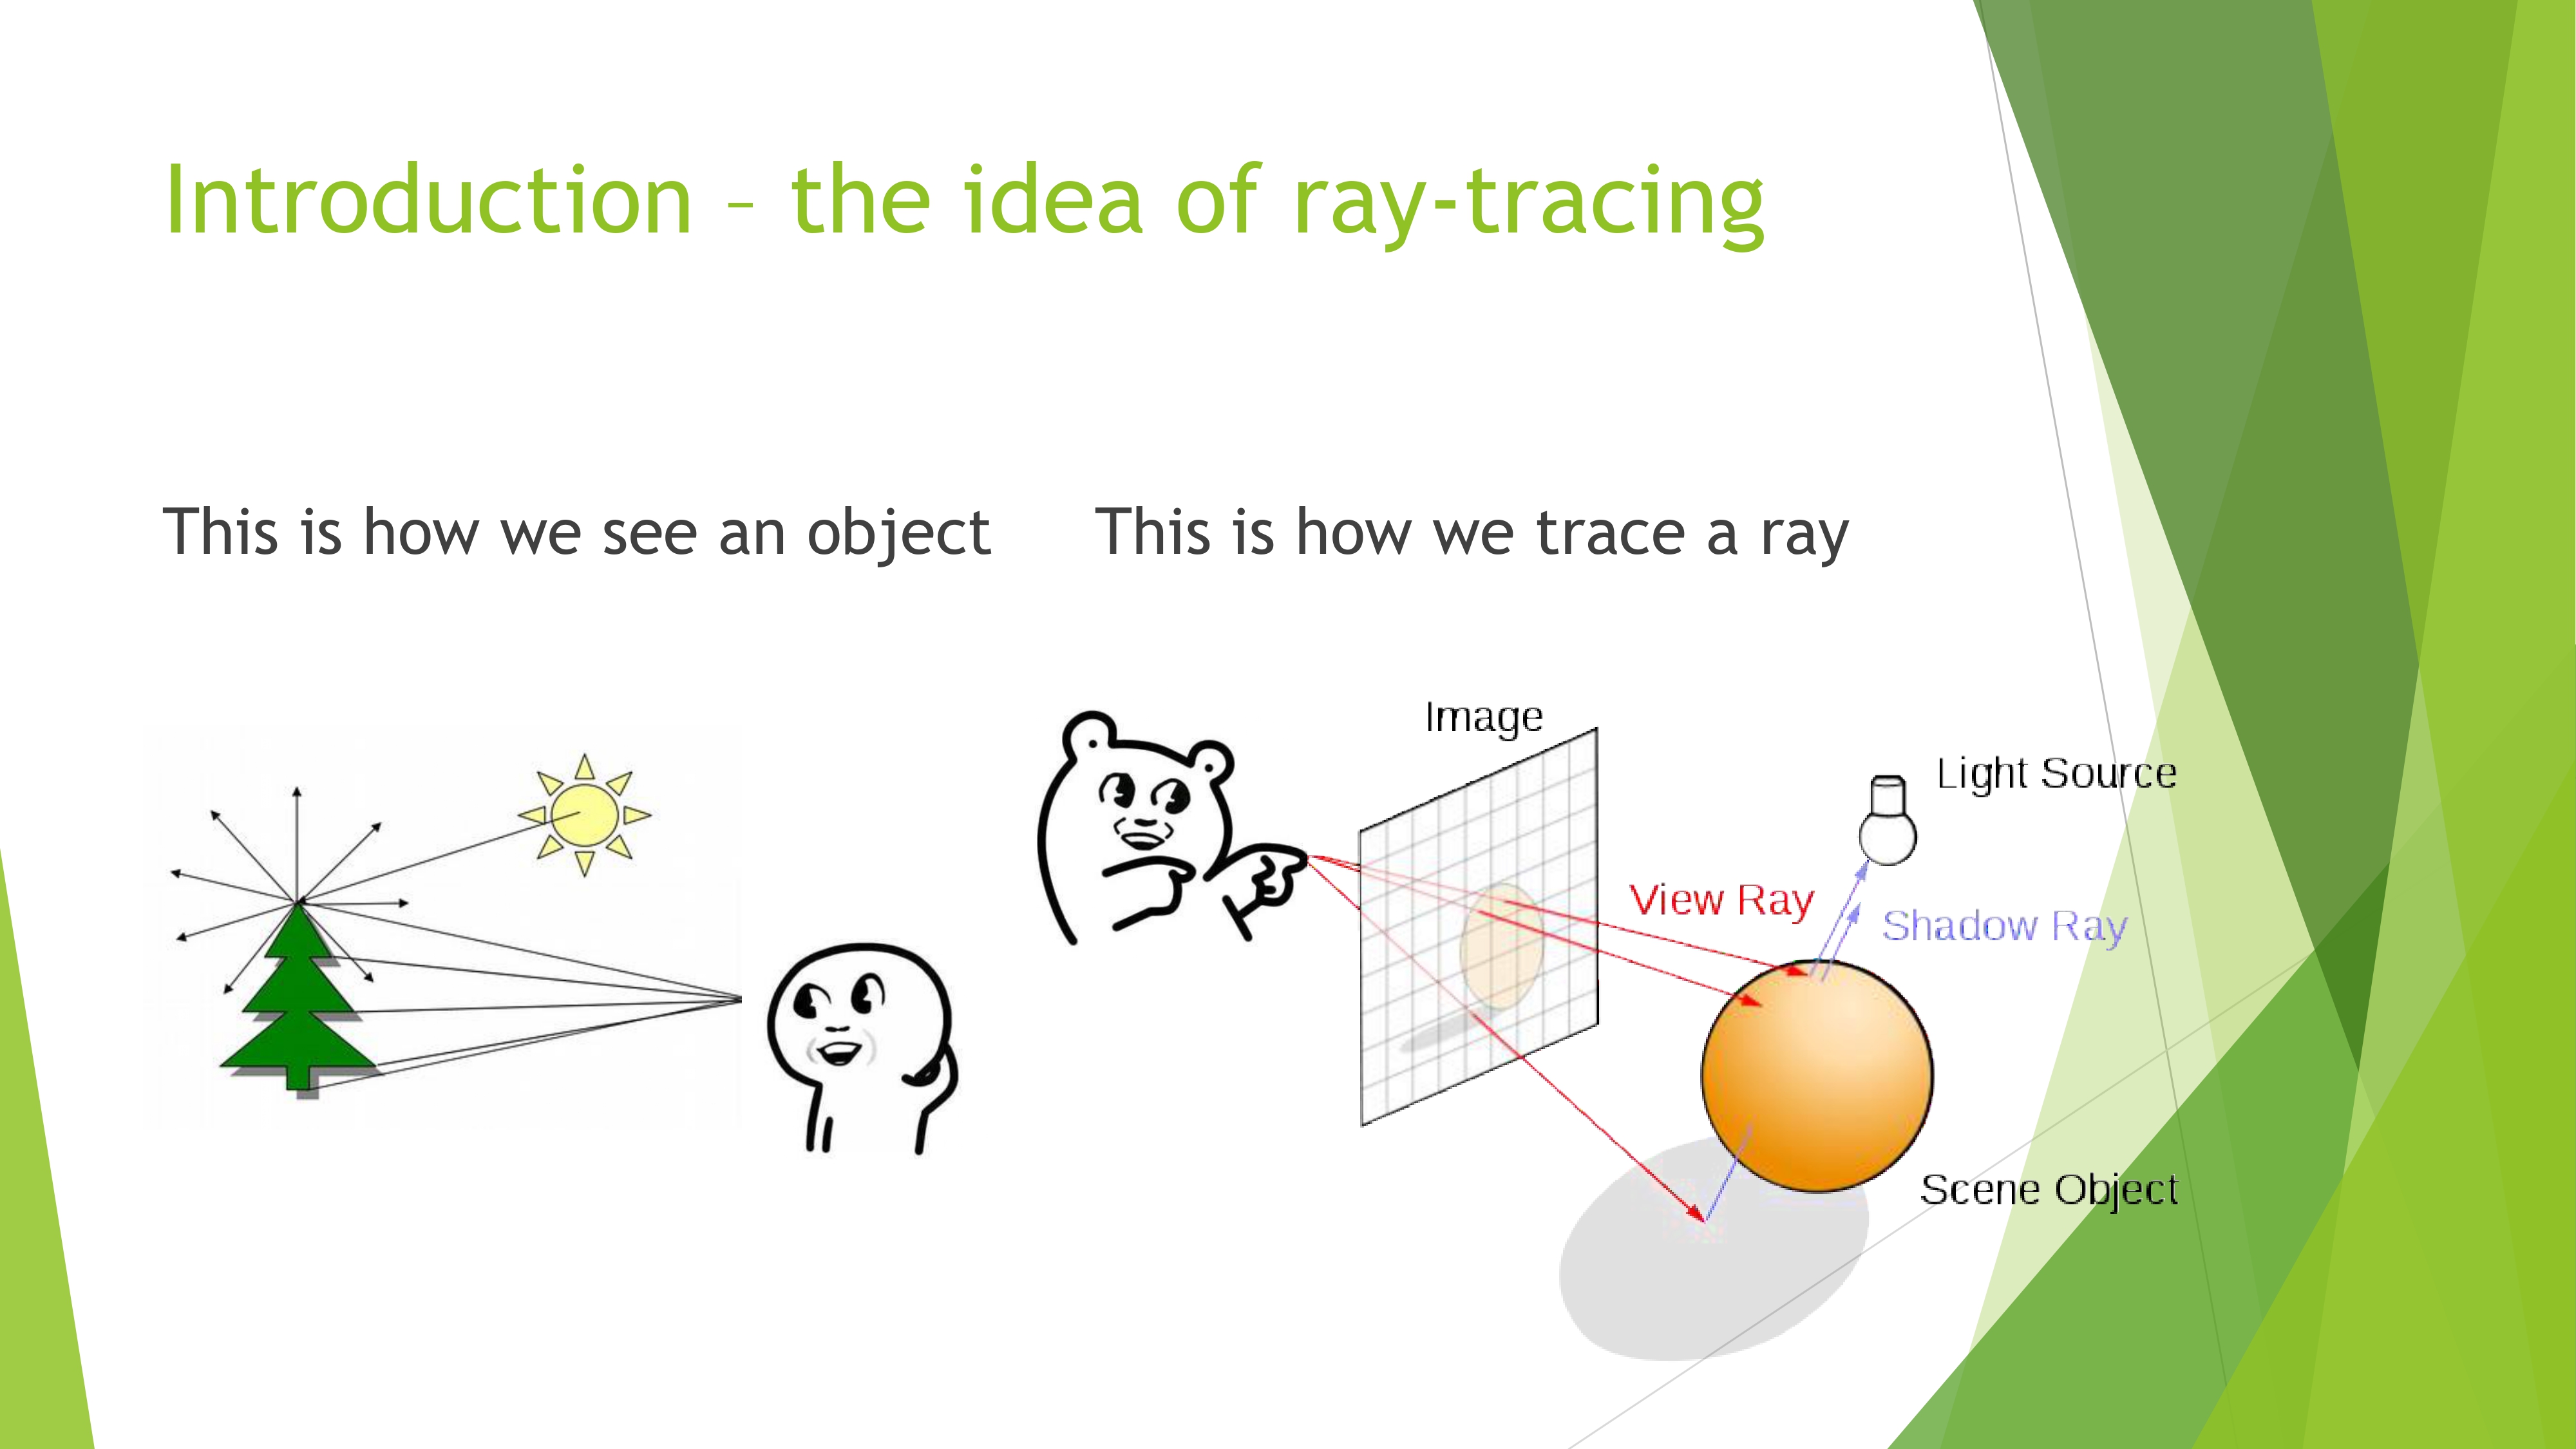 Introduction – the idea of ray-tracing
This is how we see an object
This is how we trace a ray
Image
Light Source
View Ray
Shadow Ray
Scene Object